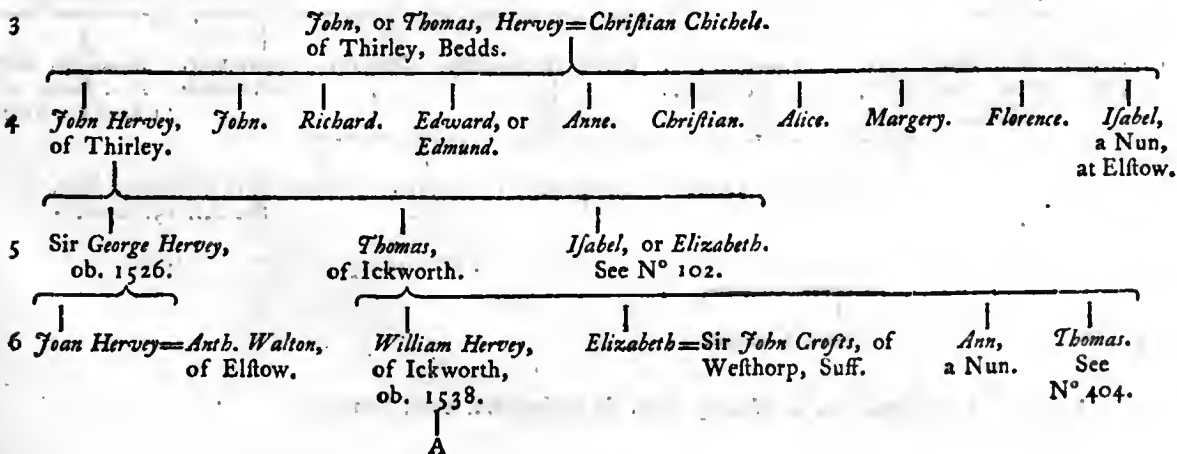 3 John, or Thomas, Hervey=Chriſtian Chichele.
of Thirley, Bedds.
4 John Hervey, John. Richard. Edward, or Anne. Chriſtian. Alice. Margery. Florence. Iſabel,
of Thirley. Edmund. a Nun,
at Elſtow.
5 Sir George Hervey, Thomas, Iſabel, or Elizabeth.
ob. 1526. of Ickworth. See N° 102.
6 Joan Hervey=Anth. Walton, William Hervey, Elizabeth=Sir John Crofts, of Ann, Thomas.
of Elſtow. of Ickworth, Weſthorp, Suff. a Nun. See
ob. 1538. N° 404.
A